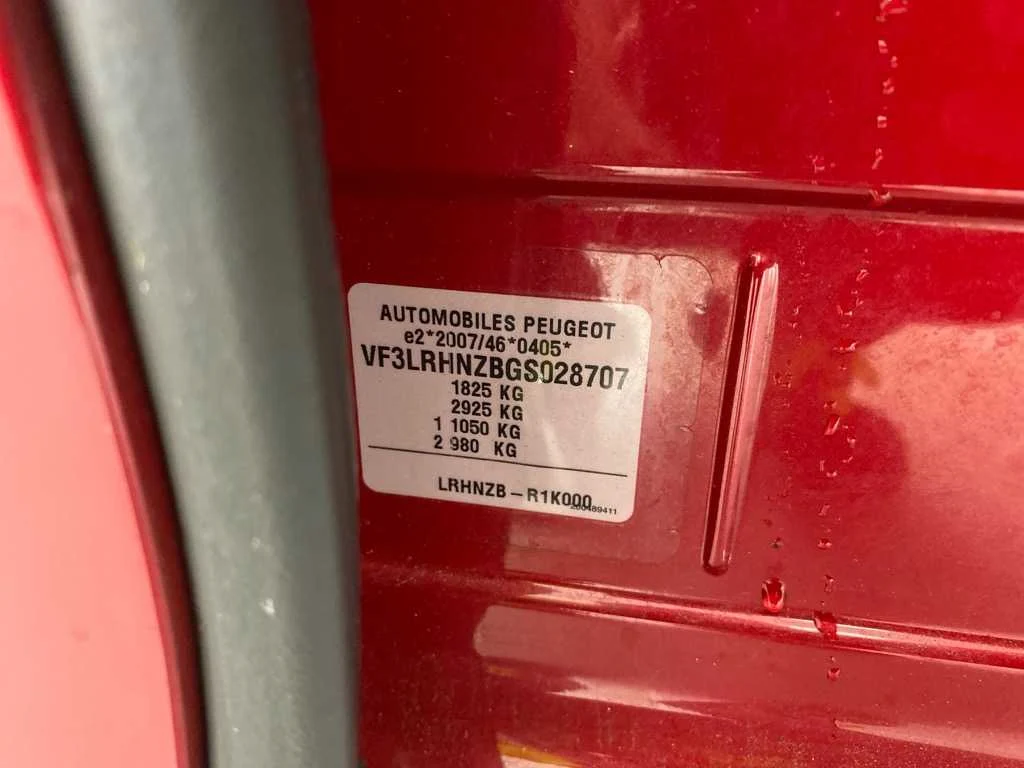 AUTOMOBILES PEUGEOT
e2*2007/46*0405*
VF3LRHNZBGS028707
1825 KG
2925 KG
1 1050 KG
2 980 KG
LRHNZB – R1K000